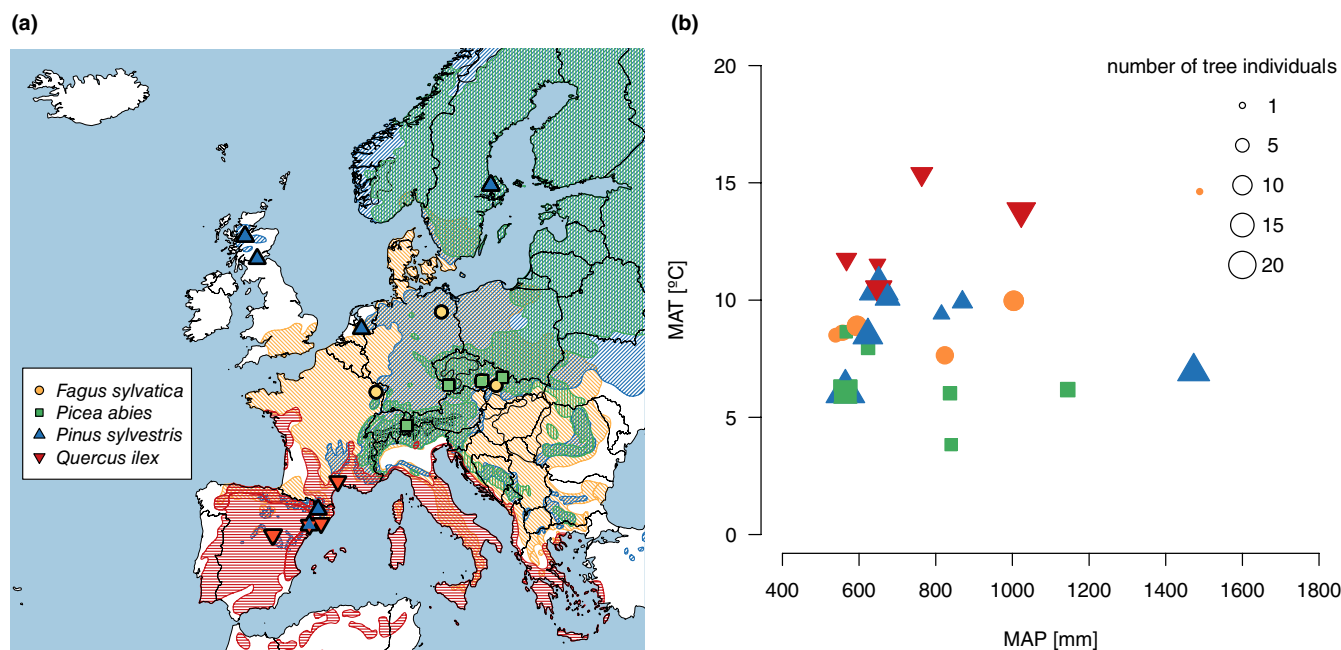 (a)
Fagus sylvatica
Picea abies
Pinus sylvestris
Quercus ilex
(b)
number of tree individuals
1
5
10
15
20
MAT [ºC]
20
15
10
5
0
400 600 800 1000 1200 1400 1600 1800
MAP [mm]